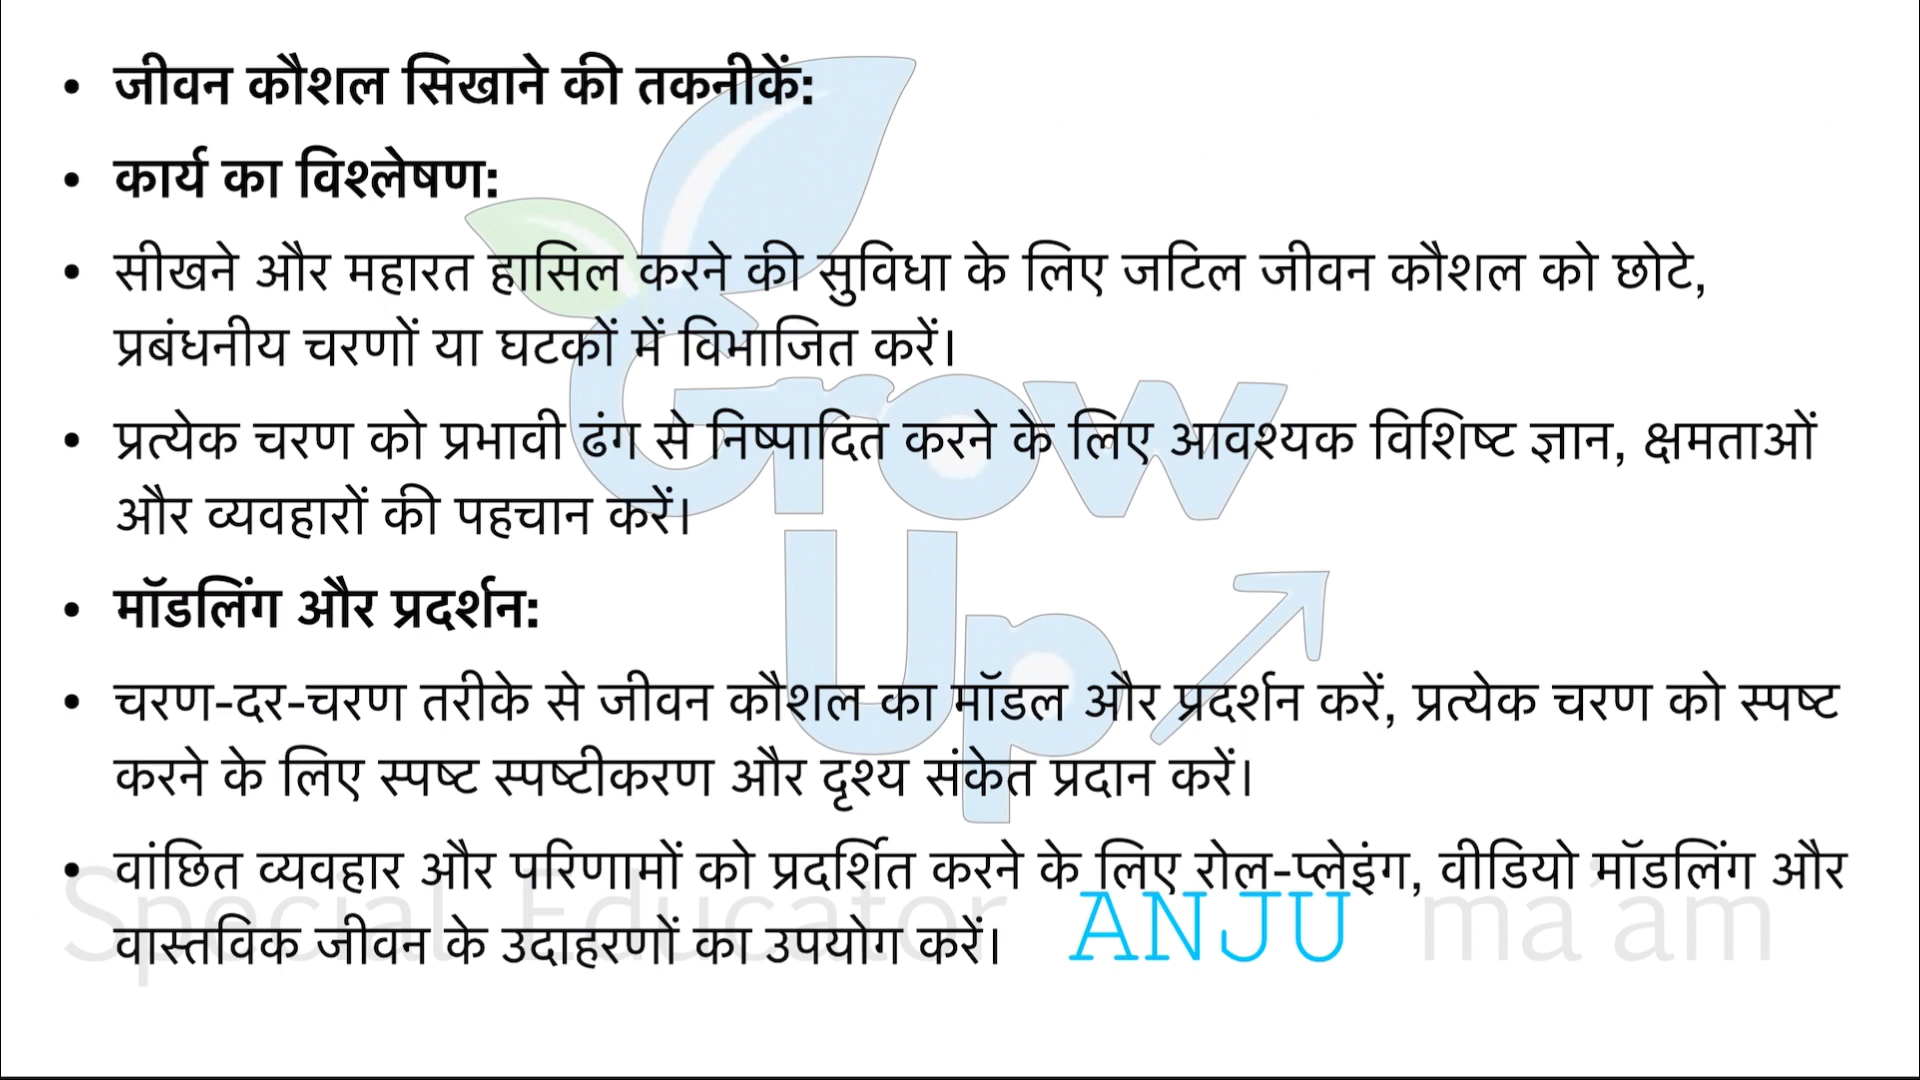 • जीवन कौशल सिखाने की तकनीकें:
• कार्य का विश्लेषण:
• सीखने और महारत हासिल करने की सुविधा के लिए जटिल जीवन कौशल को छोटे,
प्रबंधनीय चरणों या घटकों में विभाजित करें।
• प्रत्येक चरण को प्रभावी ढंग से निष्पादित करने के लिए आवश्यक विशिष्ट ज्ञान, क्षमताओं
और व्यवहारों की पहचान करें।
• मॉडलिंग और प्रदर्शन:
• चरण-दर-चरण तरीके से जीवन कौशल का मॉडल और प्रदर्शन करें, प्रत्येक चरण को स्पष्ट
करने के लिए स्पष्ट स्पष्टीकरण और दृश्य संकेत प्रदान करें।
• वांछित व्यवहार और परिणामों को प्रदर्शित करने के लिए रोल-प्लेइंग, वीडियो मॉडलिंग और
वास्तविक जीवन के उदाहरणों का उपयोग करें।
Grow
Up
Special Educator ANJU ma'am